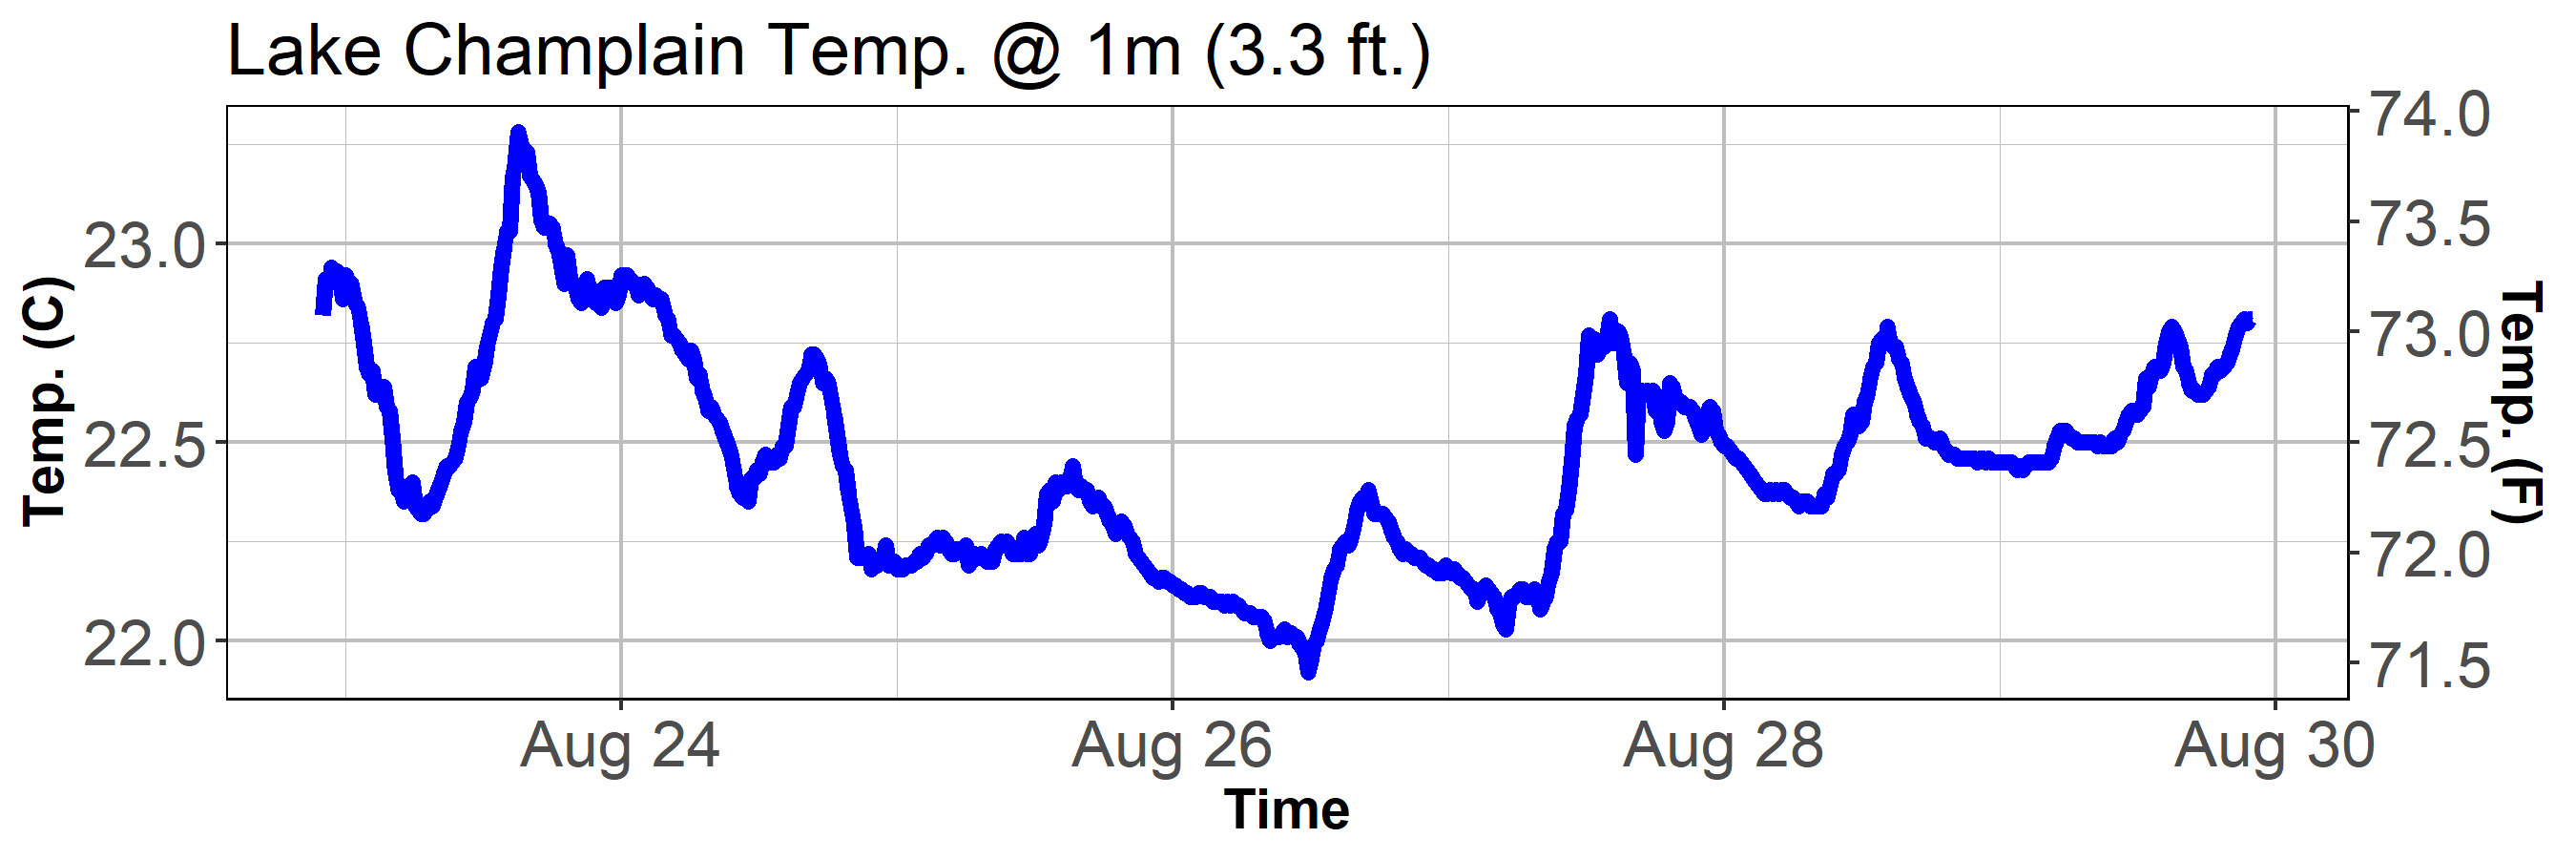 Lake Champlain Temp. @ 1m (3.3 ft.)
Temp. (C)
23.0
22.5
22.0
74.0
73.5
73.0
72.5
72.0
71.5
Temp. (F)
Aug 24 Aug 26 Aug 28 Aug 30
Time